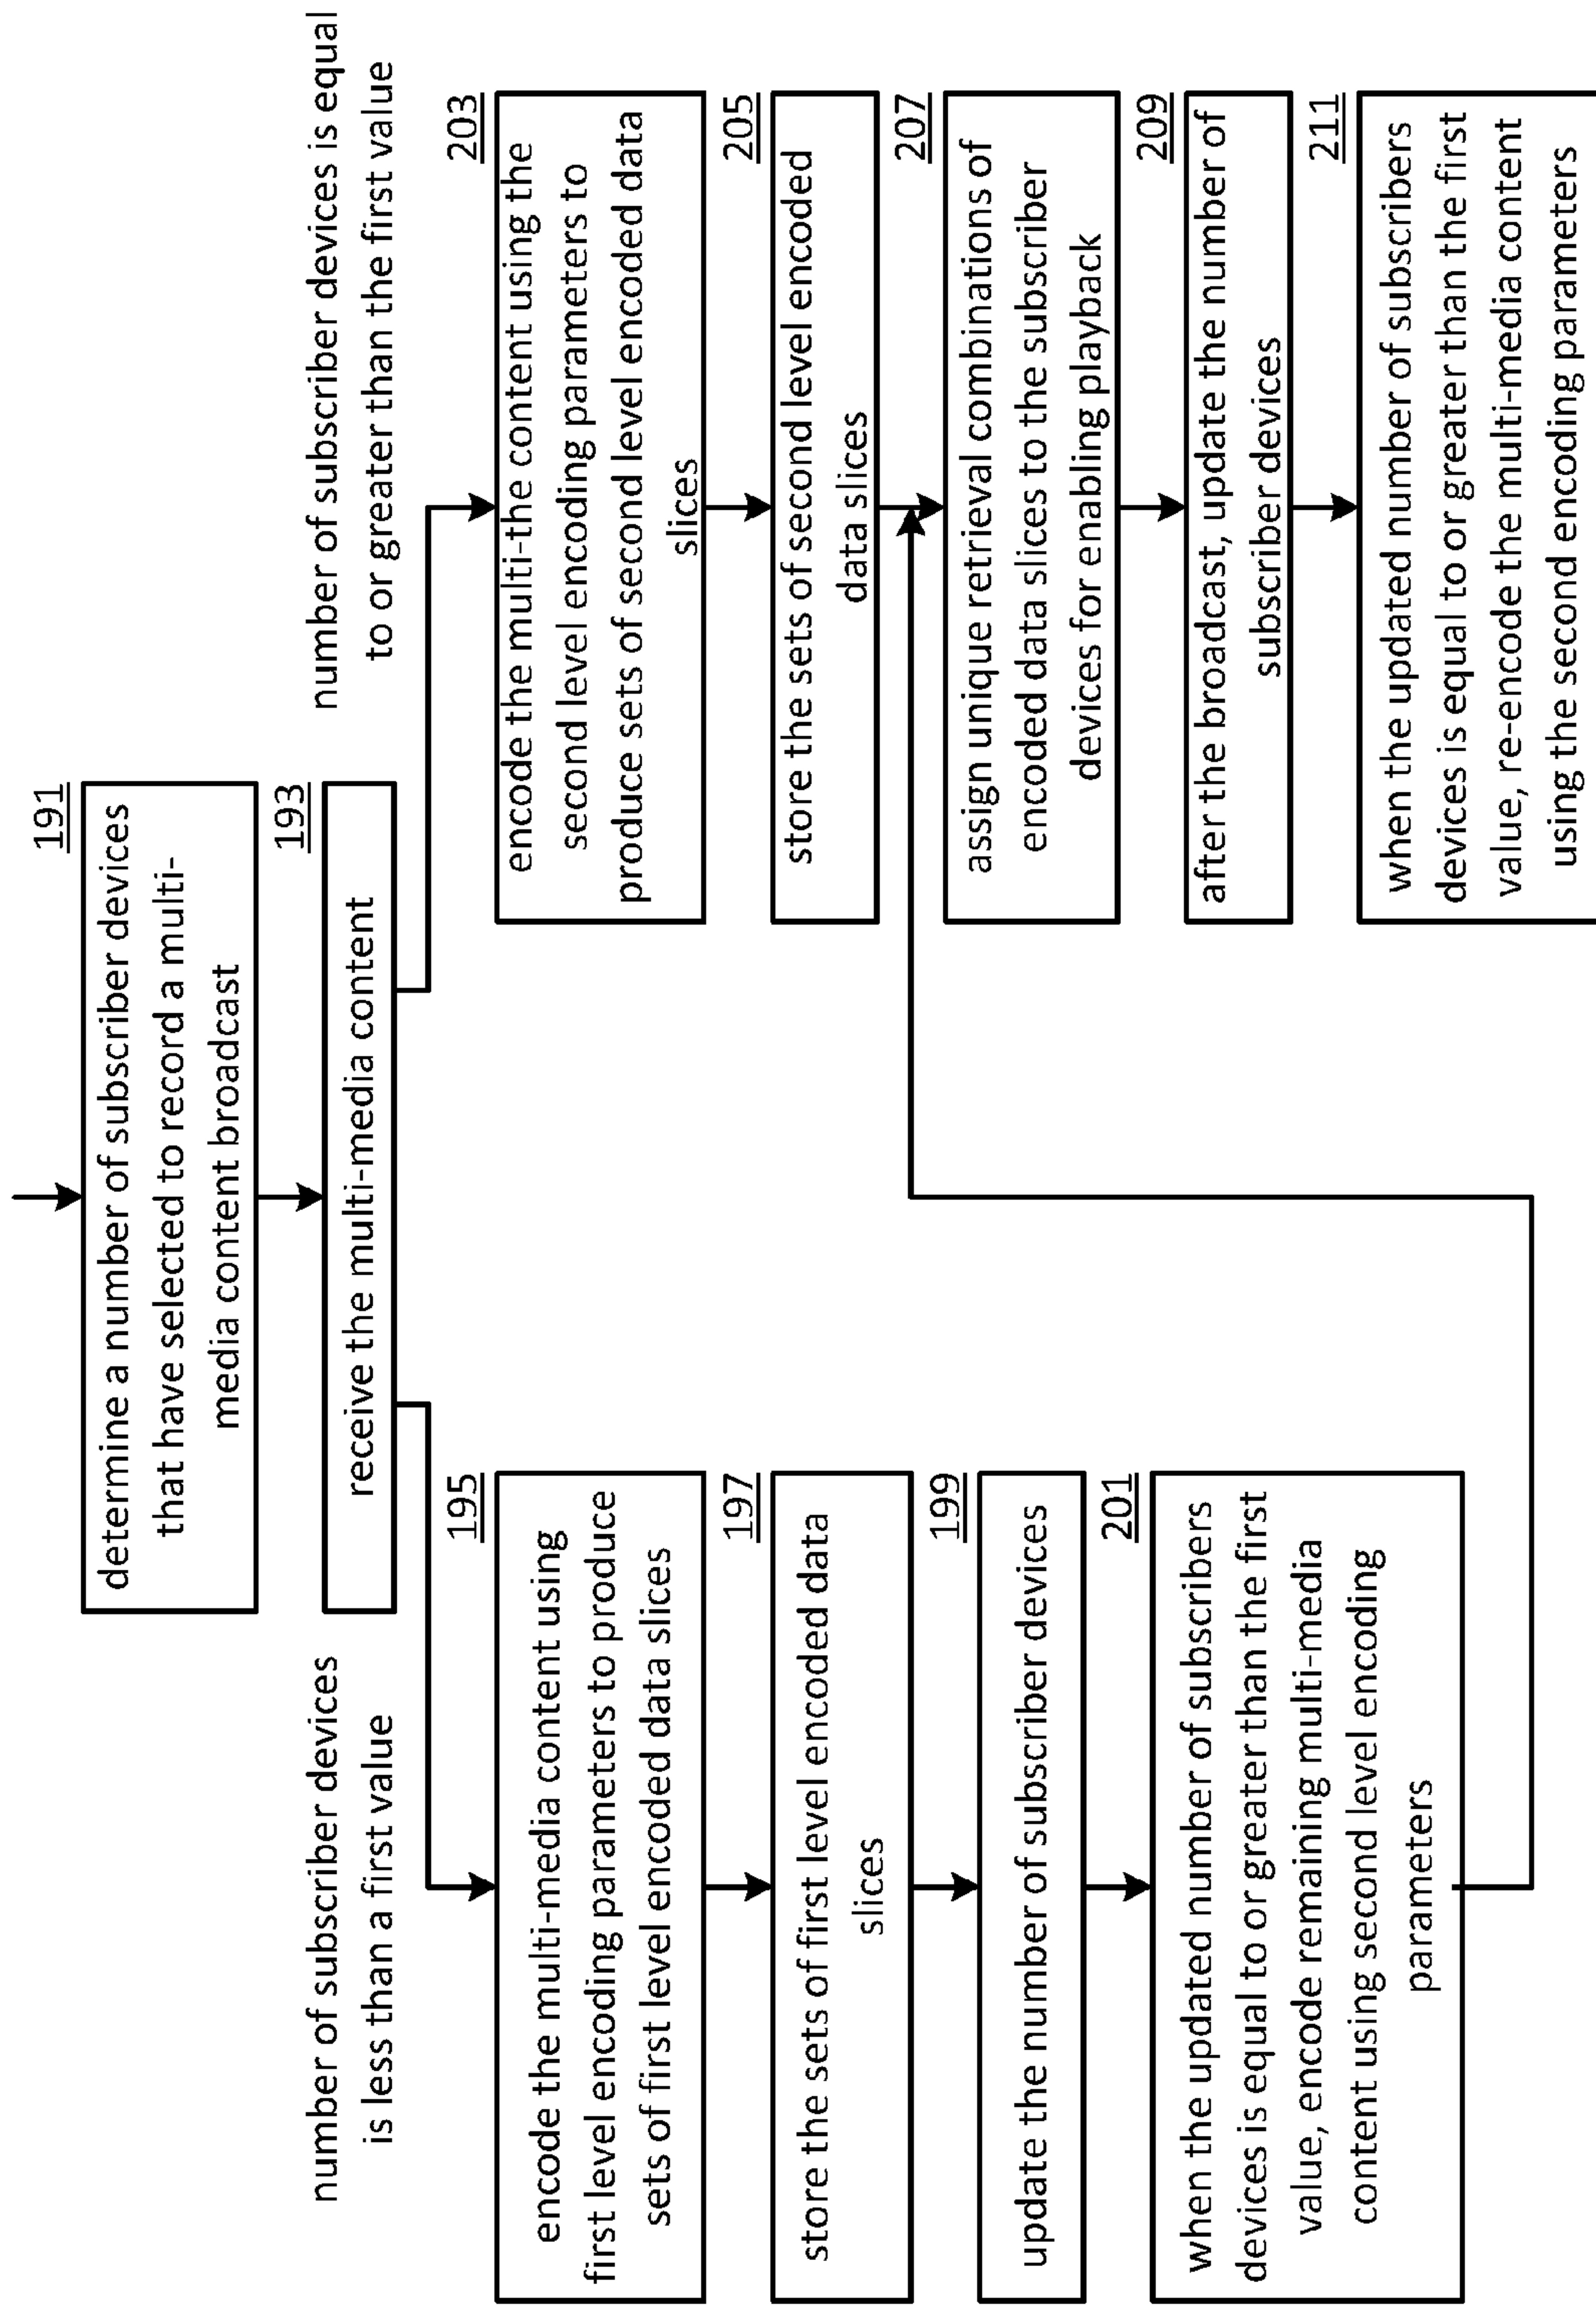 191
determine a number of subscriber devices
that have selected to record a multi-
media content broadcast
193
receive the multi-media content
number of subscriber devices
is less than a first value
195
encode the multi-media content using
first level encoding parameters to produce
sets of first level encoded data slices
197
store the sets of first level encoded data
slices
199
update the number of subscriber devices
201
when the updated number of subscribers
devices is equal to or greater than the first
value, encode remaining multi-media
content using second level encoding
parameters
number of subscriber devices is equal
to or greater than the first value
203
encode the multi-the content using the
second level encoding parameters to
produce sets of second level encoded data
slices
205
store the sets of second level encoded
data slices
207
assign unique retrieval combinations of
encoded data slices to the subscriber
devices for enabling playback
209
after the broadcast, update the number of
subscriber devices
211
when the updated number of subscribers
devices is equal to or greater than the first
value, re-encode the multi-media content
using the second encoding parameters